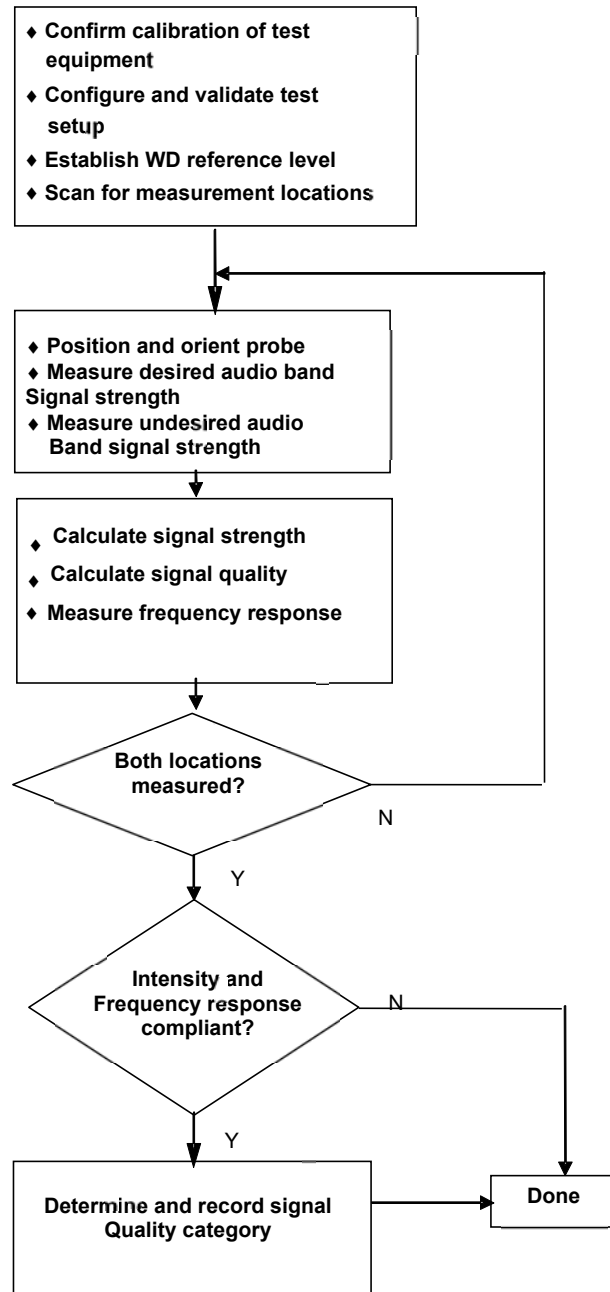 ♦ Confirm calibration of test
equipment
♦ Configure and validate test
setup
♦ Establish WD reference level
♦ Scan for measurement locations
♦ Position and orient probe
♦ Measure desired audio band
Signal strength
♦ Measure undesired audio
Band signal strength
♦ Calculate signal strength
♦ Calculate signal quality
♦ Measure frequency response
Both locations
measured?
N
Y
Intensity and
Frequency response
compliant?
N
Y
Determine and record signal
Quality category
Done